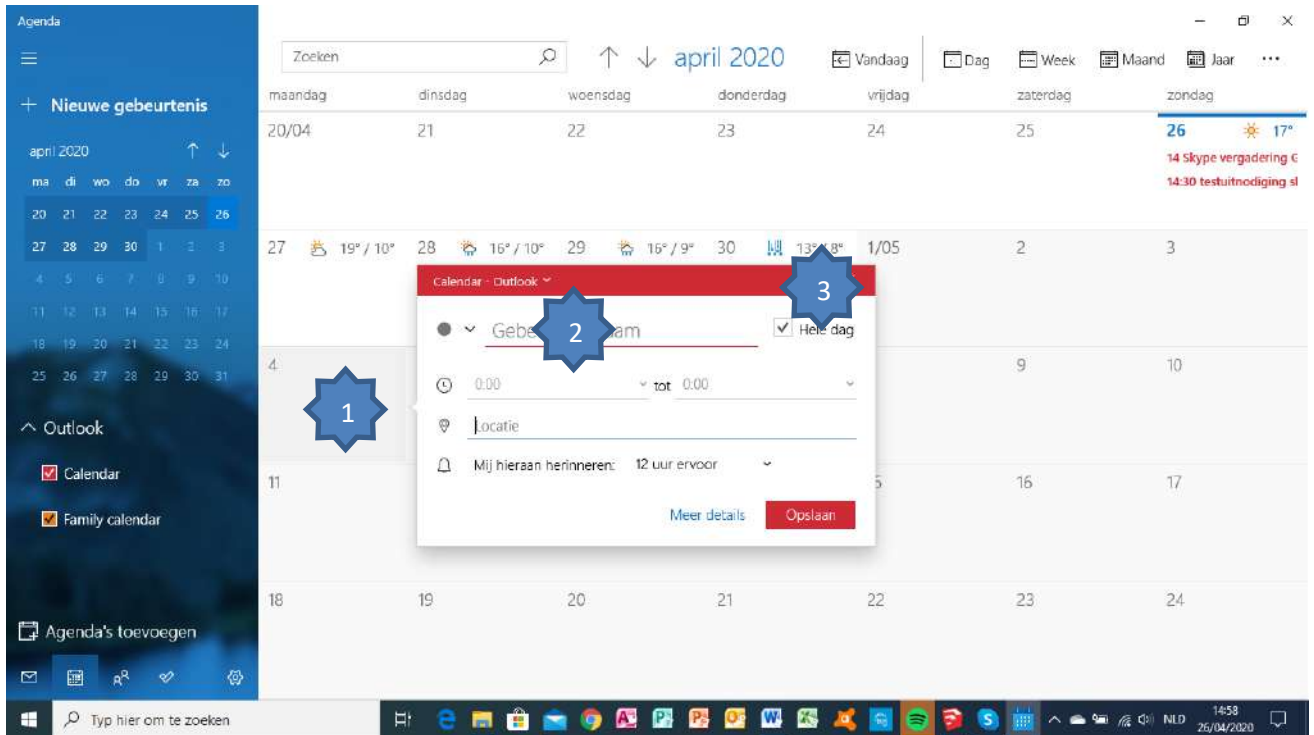 Agenda
Zoeken
april 2020
Vandaag
Dag
Week
Maand
Jaar
Nieuwe gebeurtenis
maandag dinsdag woensdag donderdag vrijdag zaterdag zondag
april 2020
ma di wo do vr za zo
20 21 22 23 24 25 26
27 28 29 30 1 2 3
4 5 6 7 8 9 10
11 12 13 14 15 16 17
18 19 20 21 22 23 24
25 26 27 28 29 30 31
Outlook
Calendar
Family calendar
Agenda's toevoegen
20/04 21 22 23 24 25 26 17°
14 Skype vergadering
14:30 testuitnodiging
27 19° / 10° 28 16° / 10° 29 16° / 9° 30 13° / 8° 1/05 2 3
4 9 10
11 16 17
18 19 20 21 22 23 24
Calendar - Outlook
Hele dag
0:00 tot 0:00
Locatie
Mij hieraan herinneren: 12 uur ervoor
Meer details Opslaan
1
2
3
Typ hier om te zoeken
NLD
14:58
26/04/2020